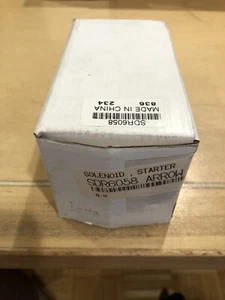 SDR6058
MADE IN CHINA
836 234
SOLENOID , STARTER
SDR6058 ARROW